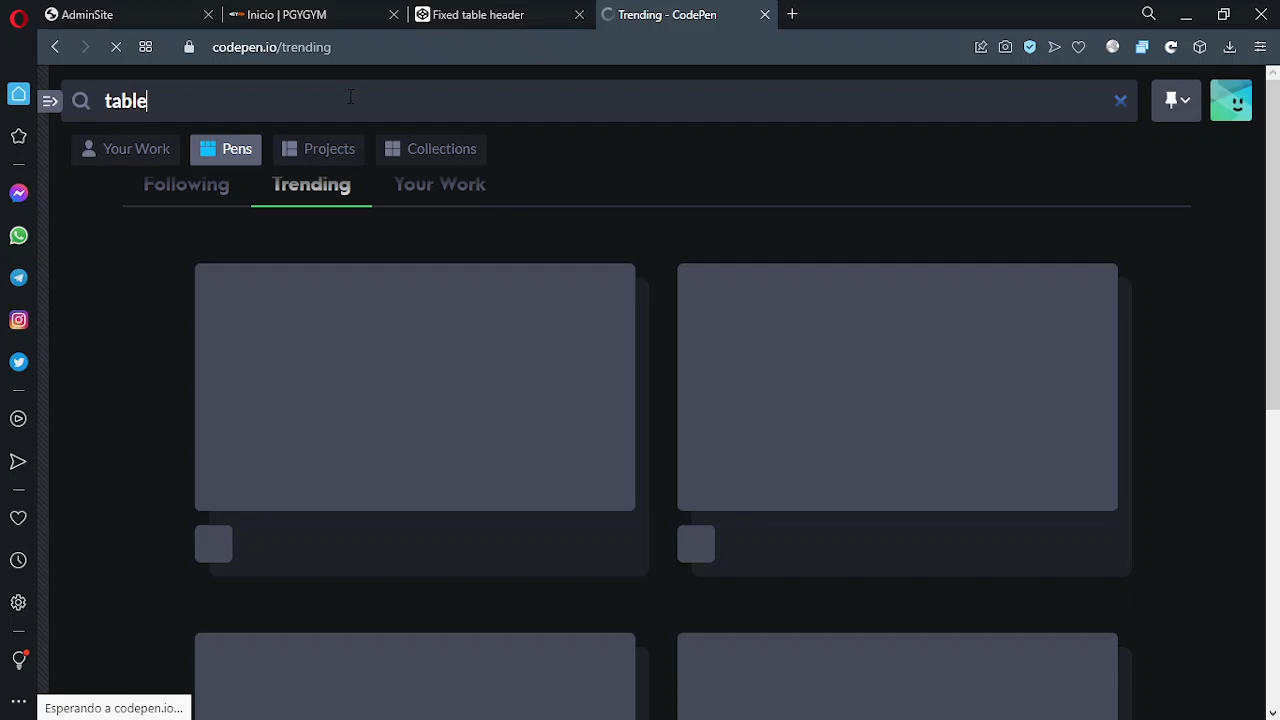 AdminSite
Inicio | PGYGYM
Fixed table header
Trending - CodePen
codepen.io/trending
table
Your Work
Pens
Projects
Collections
Following
Trending
Your Work
Esperando a codepen.io...